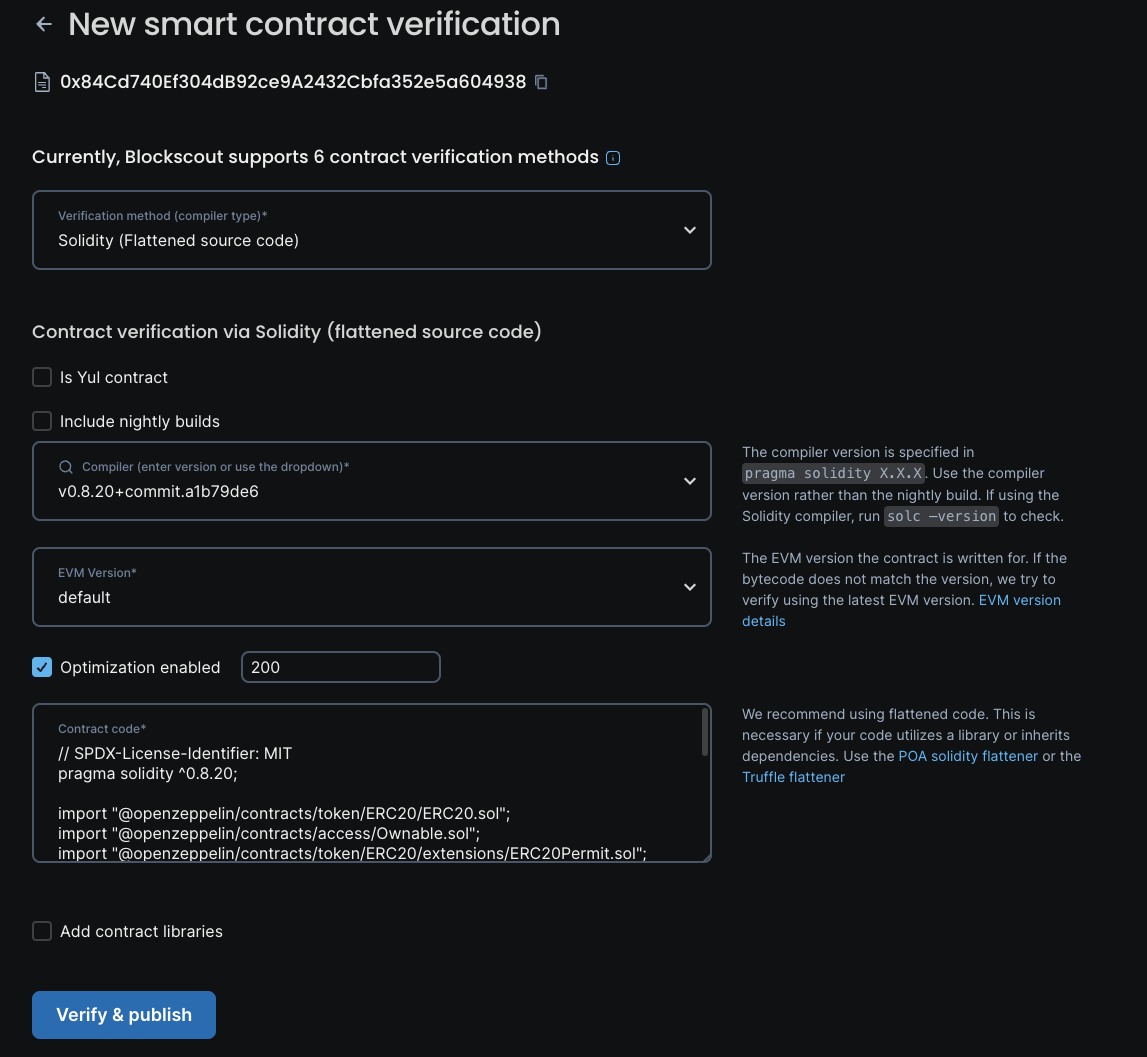 New smart contract verification
0x84Cd740Ef304dB92ce9A2432Cbfa352e5a604938
Currently, Blockscout supports 6 contract verification methods
Verification method (compiler type)*
Solidity (Flattened source code)
Contract verification via Solidity (flattened source code)
Is Yul contract
Include nightly builds
Compiler (enter version or use the dropdown)*
v0.8.20+commit.a1b79de6
The compiler version is specified in
pragma solidity X.X.X. Use the compiler
version rather than the nightly build. If using the
Solidity compiler, run solc —version to check.
EVM Version*
default
The EVM version the contract is written for. If the
bytecode does not match the version, we try to
verify using the latest EVM version. EVM version
details
Optimization enabled
200
Contract code*
// SPDX-License-Identifier: MIT
pragma solidity ^0.8.20;
import "@openzeppelin/contracts/token/ERC20/ERC20.sol";
import "@openzeppelin/contracts/access/Ownable.sol";
import "@openzeppelin/contracts/token/ERC20/extensions/ERC20Permit.sol";
We recommend using flattened code. This is
necessary if your code utilizes a library or inherits
dependencies. Use the POA solidity flattener or the
Truffle flattener
Add contract libraries
Verify & publish